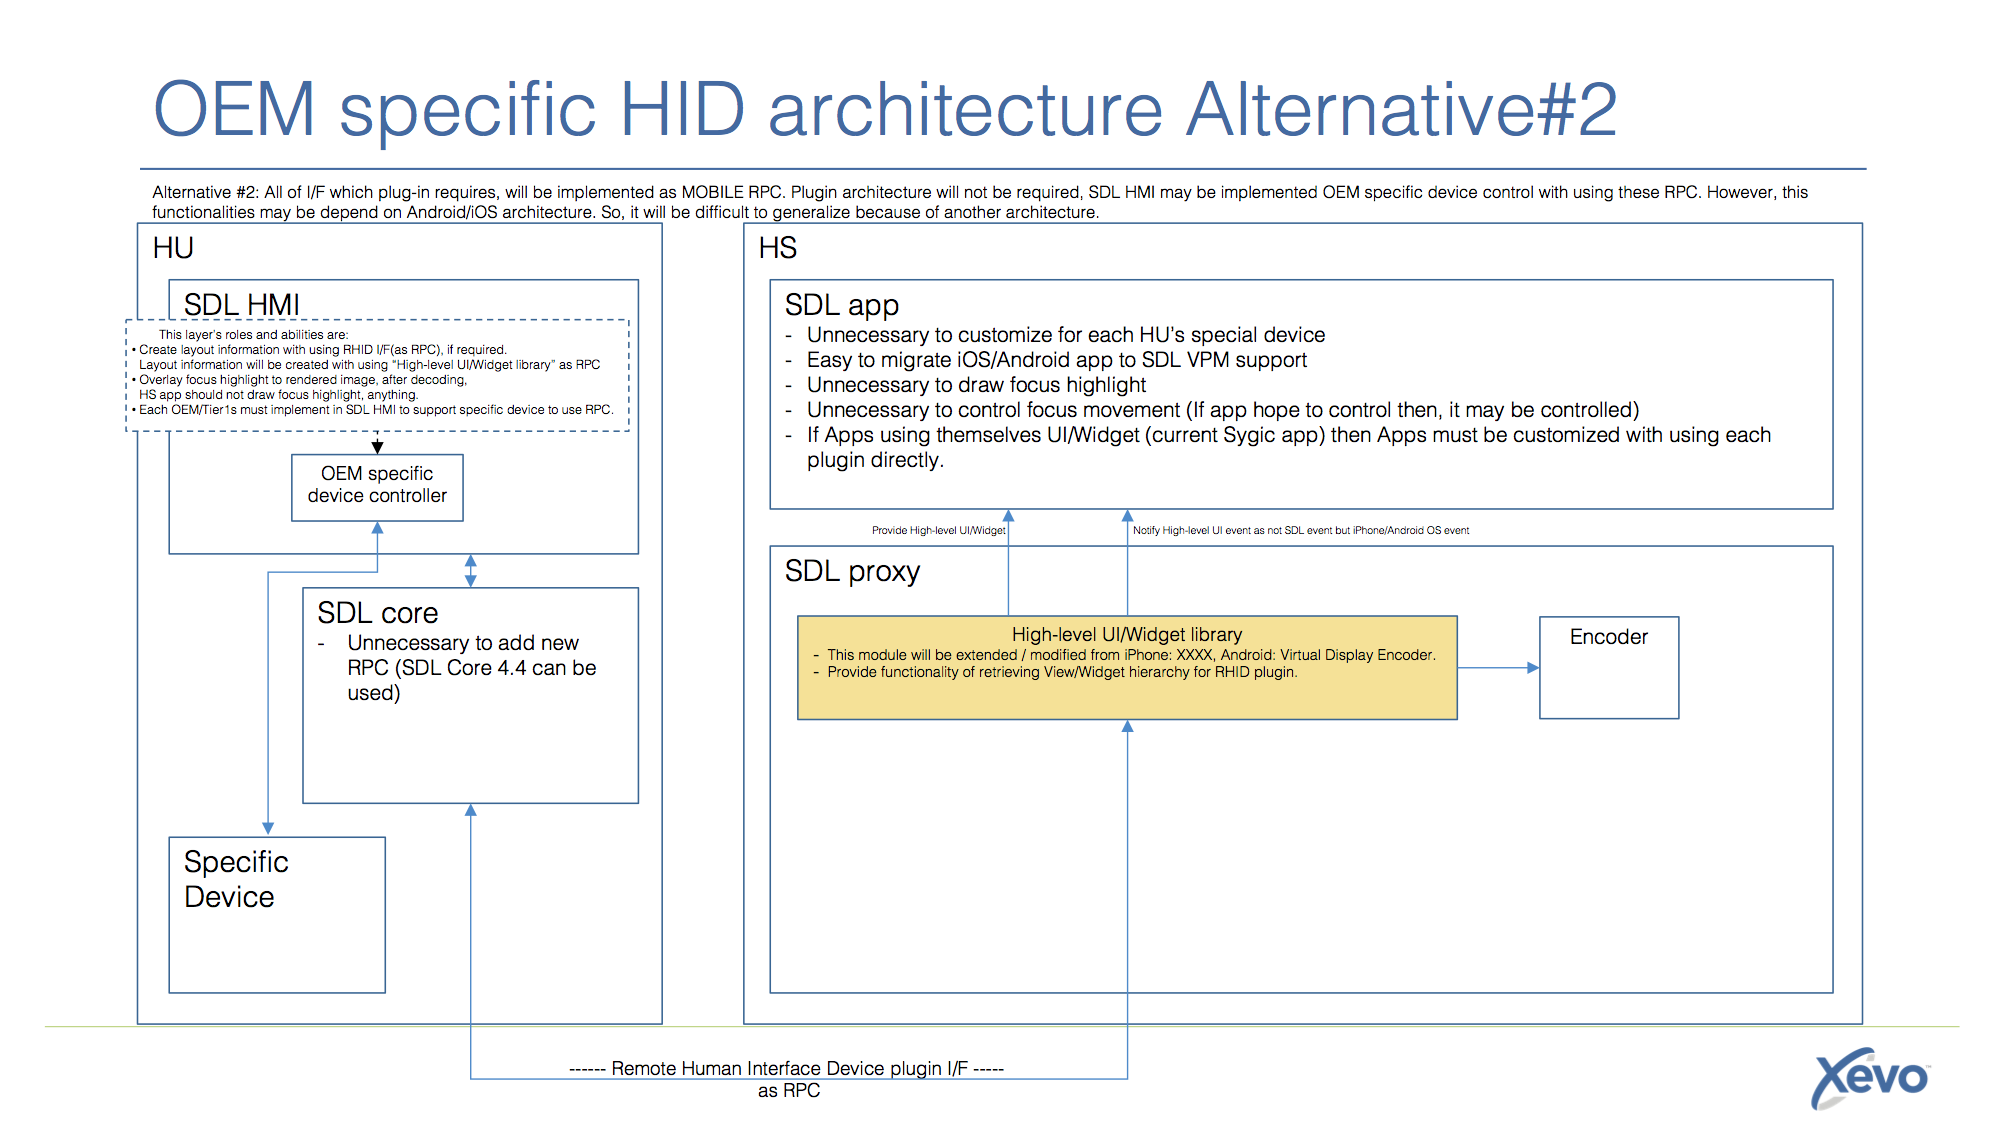 OEM specific HID architecture Alternative#2
Alternative #2: All of I/F which plug-in requires, will be implemented as MOBILE RPC. Plugin architecture will not be required, SDL HMI may be implemented OEM specific device control with using these RPC. However, this
functionalities may be depend on Android/iOS architecture. So, it will be difficult to generalize because of another architecture.
HU
SDL HMI
This layer's roles and abilities are:
• Create layout information with using RHID I/F(as RPC), if required.
Layout information will be created with using “High-level UI/Widget library” as RPC
• Overlay focus highlight to rendered image, after decoding,
HS app should not draw focus highlight, anything.
• Each OEM/Tier1s must implement in SDL HMI to support specific device to use RPC.
OEM specific
device controller
SDL core
- Unnecessary to add new
RPC (SDL Core 4.4 can be
used)
Specific
Device
HS
SDL app
- Unnecessary to customize for each HU’s special device
- Easy to migrate iOS/Android app to SDL VPM support
- Unnecessary to draw focus highlight
- Unnecessary to control focus movement (If app hope to control then, it may be controlled)
- If Apps using themselves UI/Widget (current Sygic app) then Apps must be customized with using each
plugin directly.
Provide High-level UI/Widget
Notify High-level UI event as not SDL event but iPhone/Android OS event
SDL proxy
High-level UI/Widget library
- This module will be extended / modified from iPhone: XXXX, Android: Virtual Display Encoder.
- Provide functionality of retrieving View/Widget hierarchy for RHID plugin.
Encoder
------ Remote Human Interface Device plugin I/F -----
as RPC
Xevo